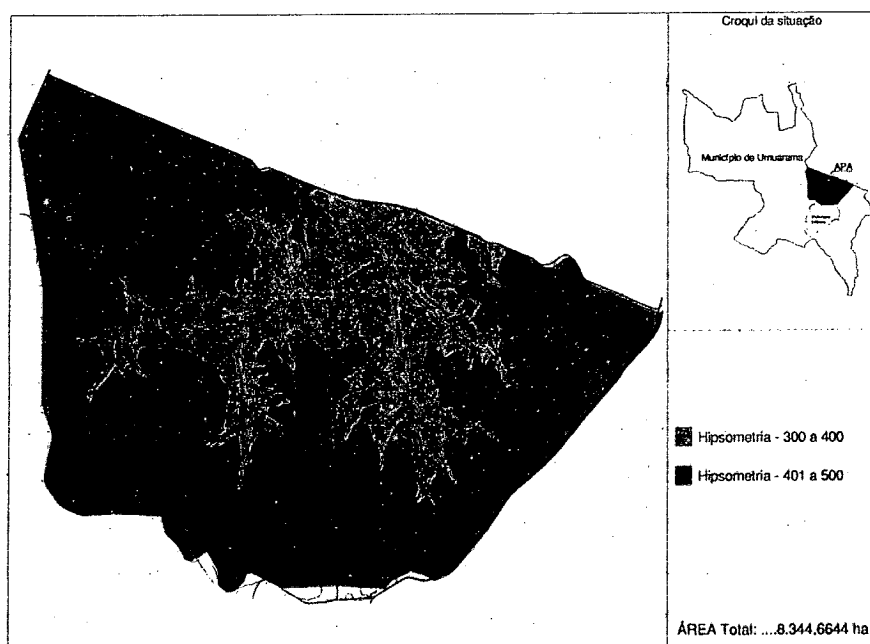 Croqui da situação
Município de Umuarama
APA
Hipsometria - 300 a 400
Hipsometria - 401 a 500
ÁREA Total: ....8.344,6644 ha